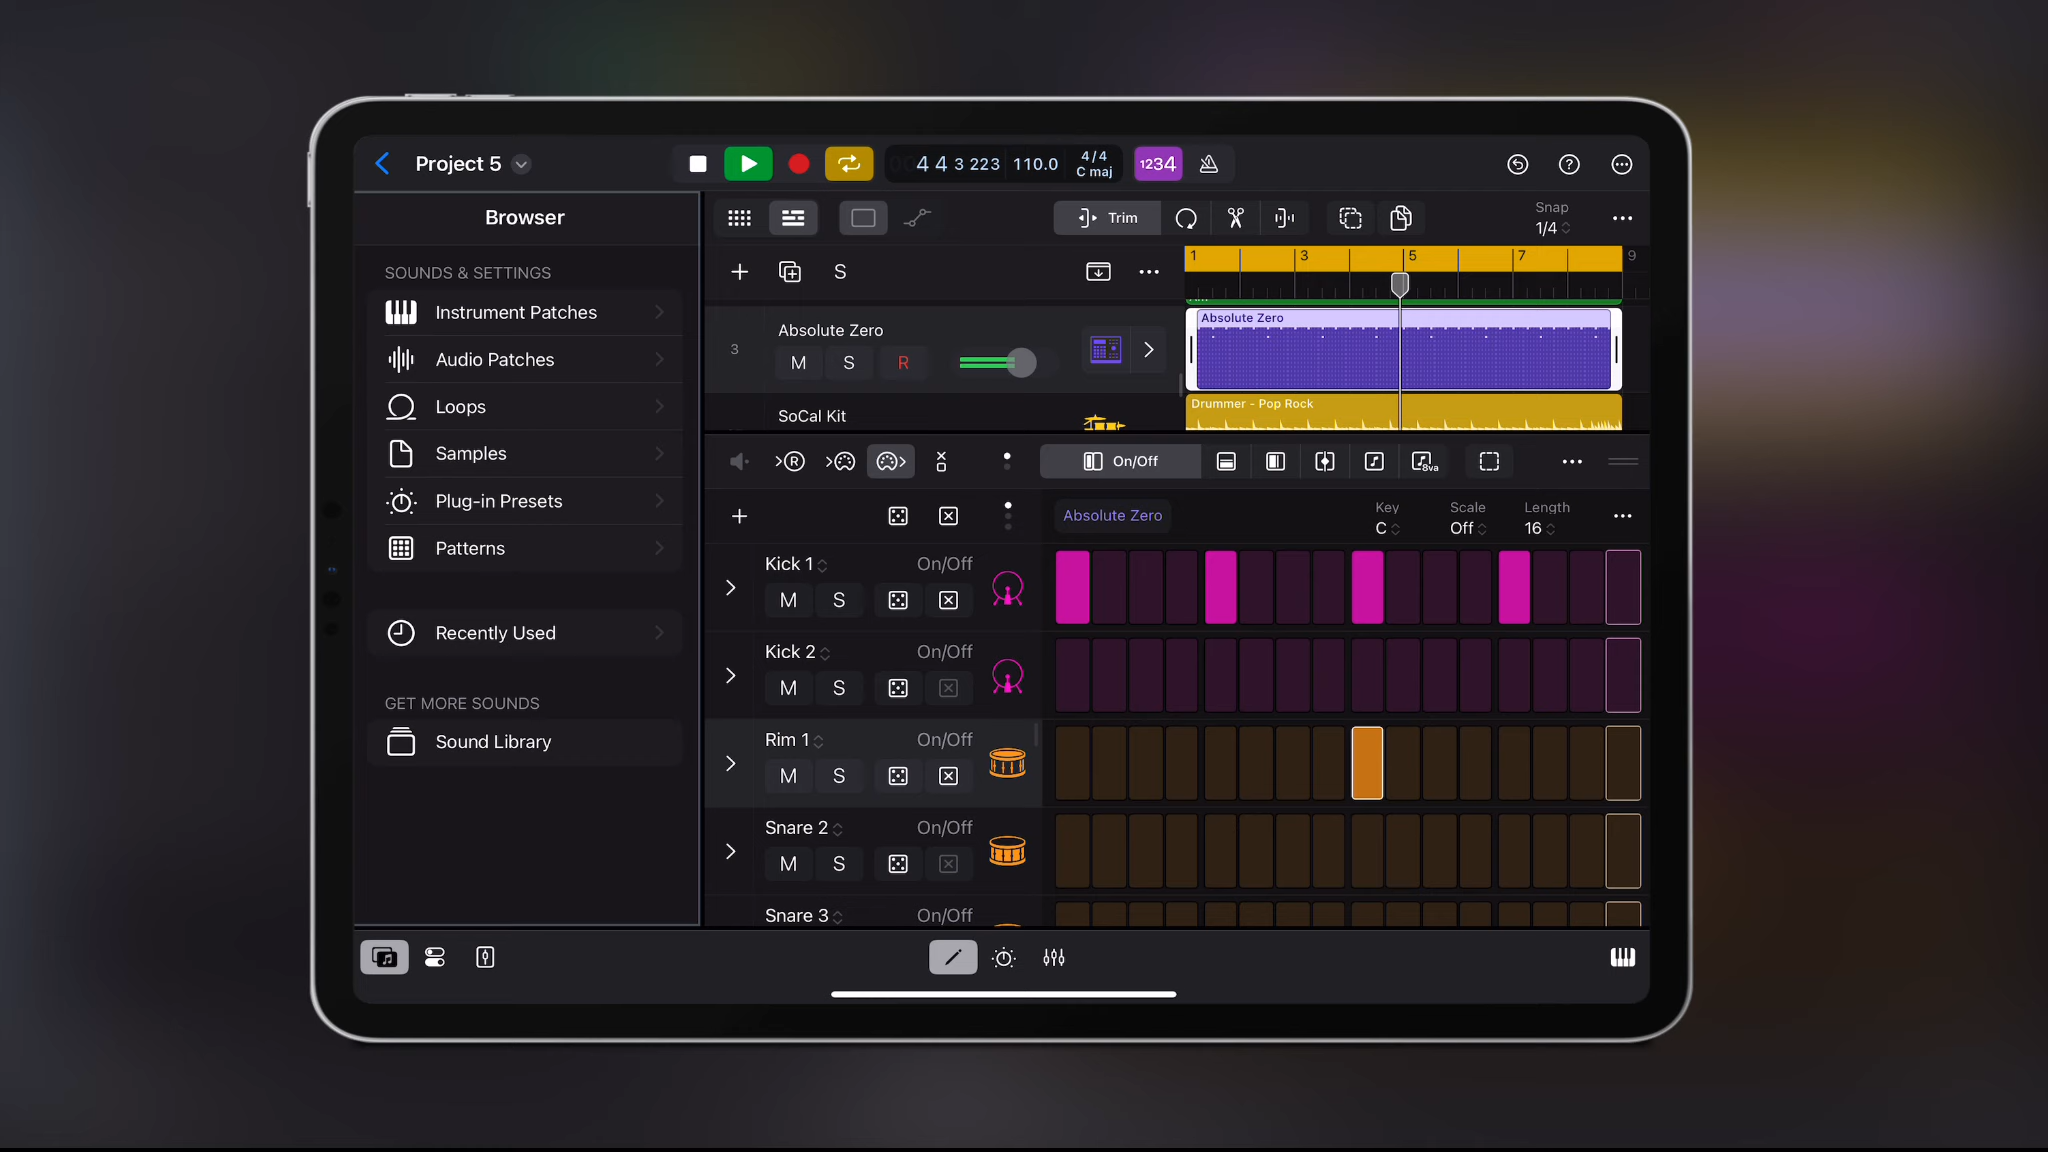 Project 5
4 4 3 223
110.0
4/4
C maj
1234
Browser
Trim
Snap
1/4
SOUNDS & SETTINGS
Instrument Patches
Audio Patches
Loops
Samples
Plug-in Presets
Patterns
Recently Used
GET MORE SOUNDS
Sound Library
S
1
3
5
7
9
3
Absolute Zero
M
S
R
Absolute Zero
SoCal Kit
Drummer - Pop Rock
R
On/Off
8va
Absolute Zero
Key
C
Scale
Off
Length
16
Kick 1
On/Off
M
S
Kick 2
On/Off
M
S
Rim 1
On/Off
M
S
Snare 2
On/Off
M
S
Snare 3
On/Off